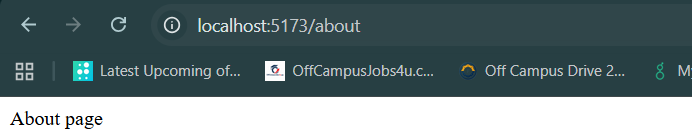 localhost:5173/about
Latest Upcoming of... OffCampusJobs4u.c... Off Campus Drive 2... My
About page